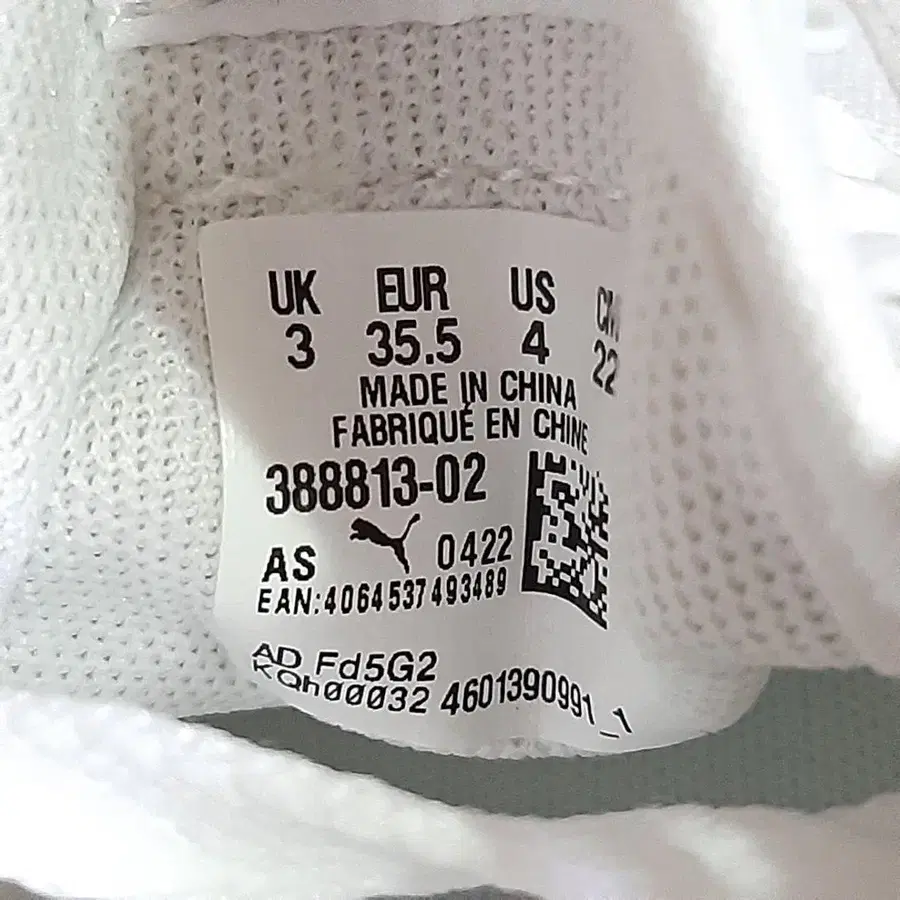 UK EUR US CM
3 35.5 4 22
MADE IN CHINA
FABRIQUÉ EN CHINE
388813-02
AS 0422
EAN:4064537493489
AD Fd5G2
KQh00032 4601390991_1